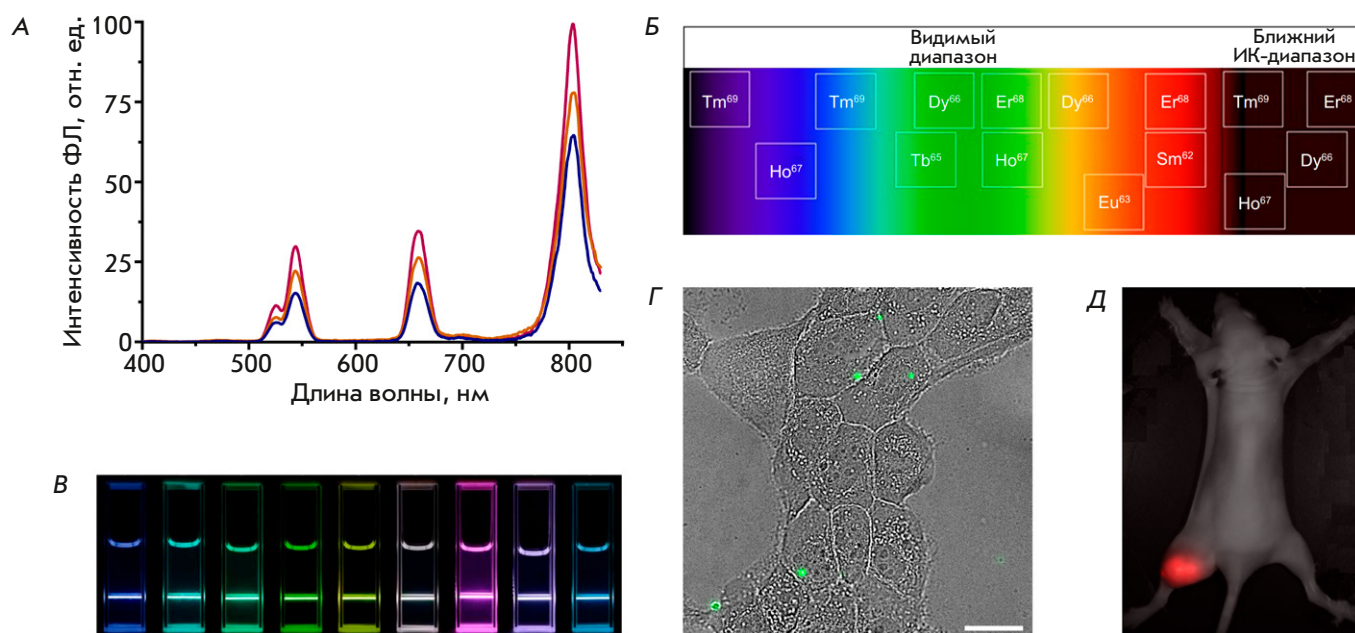 А
Интенсивность ФЛ, отн. ед.
100
75
50
25
0
400
500
600
700
800
Длина волны, нм
Б
Видимый
диапазон
Ближний
ИК-диапазон
Tm⁶⁹
Tm⁶⁹
Dy⁶⁶
Er⁶⁸
Dy⁶⁶
Er⁶⁸
Tm⁶⁹
Er⁶⁸
Ho⁶⁷
Tb⁶⁵
Ho⁶⁷
Sm⁶²
Dy⁶⁶
Eu⁶³
Ho⁶⁷
В
Г
Д